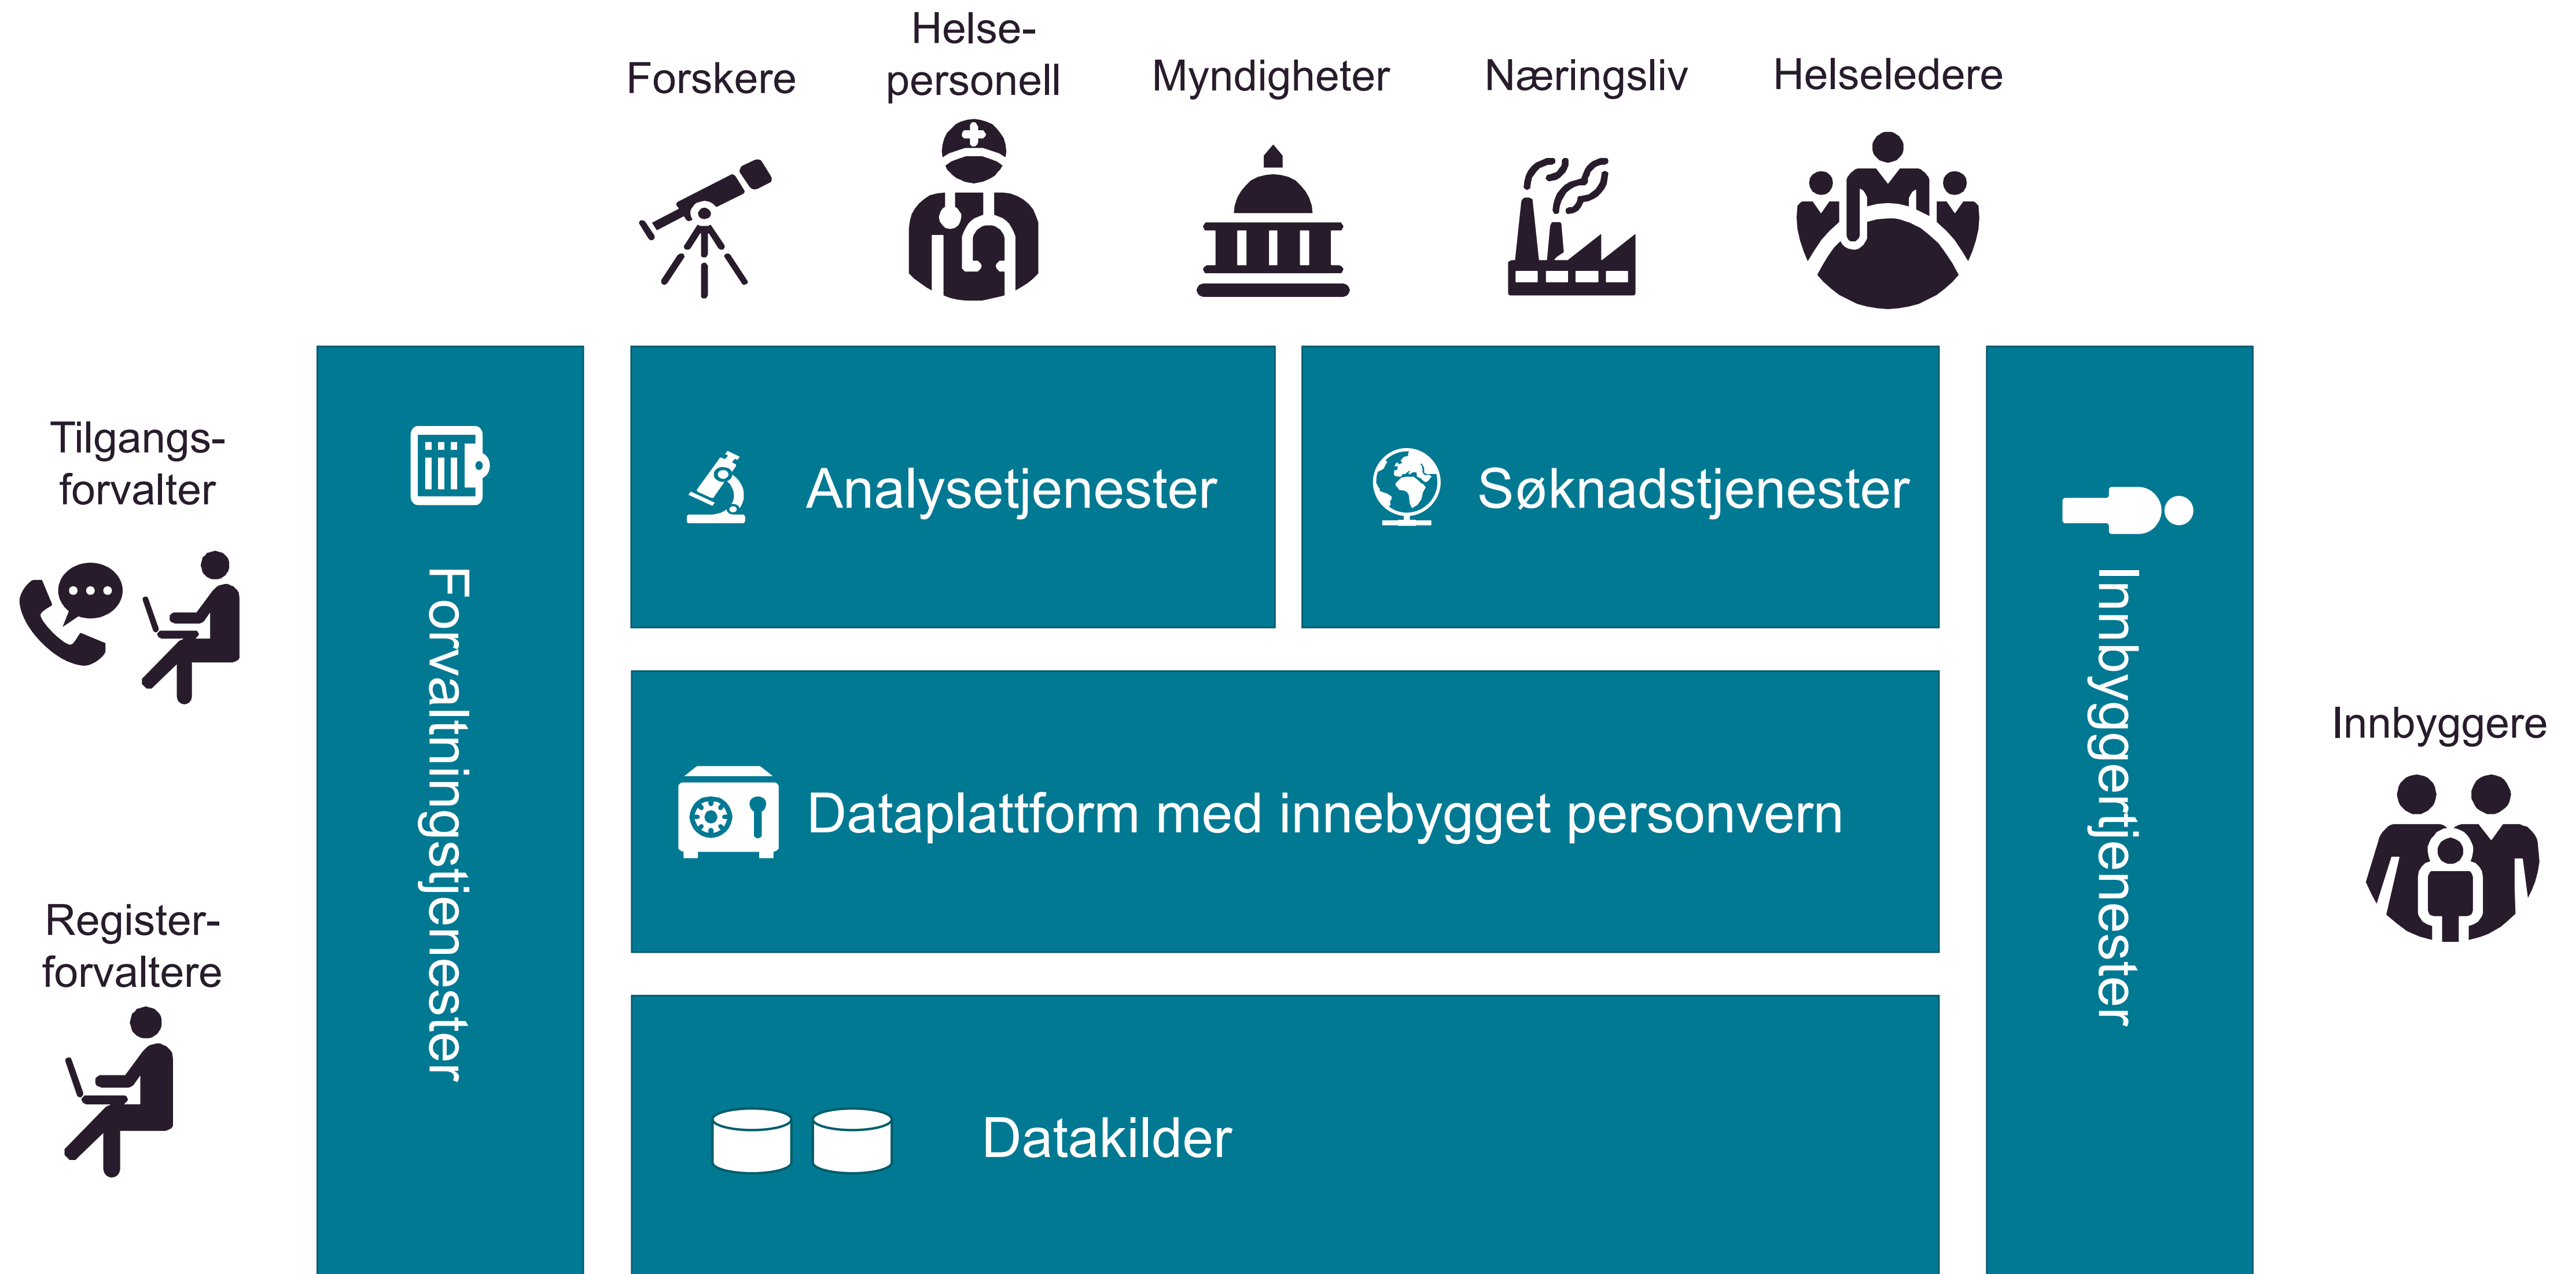 Forskere
Helse-
personell
Myndigheter
Næringsliv
Helseledere
Tilgangs-
forvalter
Register-
forvaltere
Forvaltningstjenester
Analysetjenester
Søknadstjenester
Dataplattform med innebygget personvern
Datakilder
Innbyggertjenester
Innbyggere